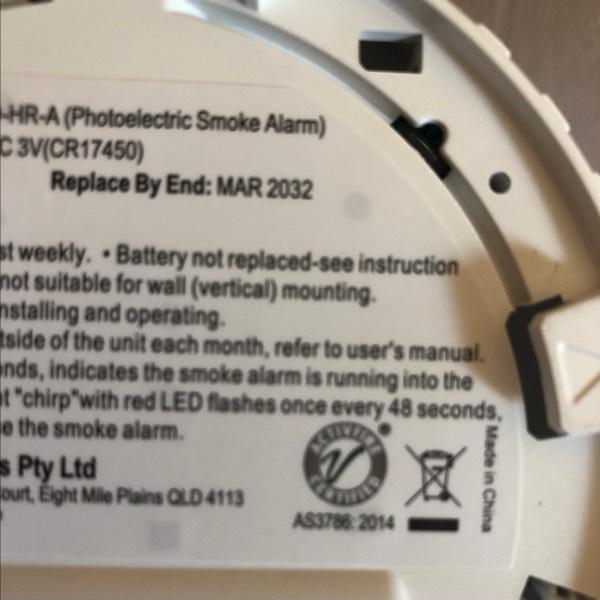 -HR-A (Photoelectric Smoke Alarm)
C 3V(CR17450)
Replace By End: MAR 2032
st weekly. • Battery not replaced-see instruction
not suitable for wall (vertical) mounting.
nstalling and operating.
tside of the unit each month, refer to user's manual.
onds, indicates the smoke alarm is running into the
t "chirp"with red LED flashes once every 48 seconds,
e the smoke alarm.
s Pty Ltd
ourt, Eight Mile Plains QLD 4113
AS3786: 2014
Made in China